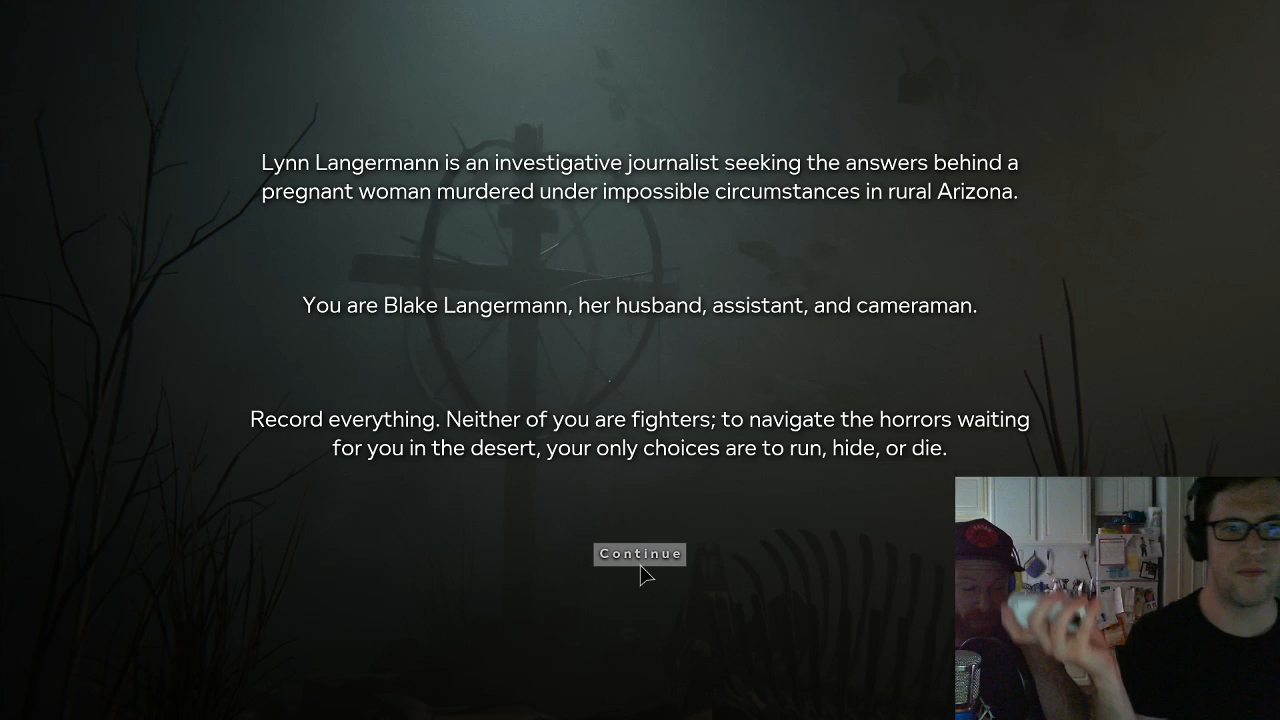 Lynn Langermann is an investigative journalist seeking the answers behind a
pregnant woman murdered under impossible circumstances in rural Arizona.
You are Blake Langermann, her husband, assistant, and cameraman.
Record everything. Neither of you are fighters; to navigate the horrors waiting
for you in the desert, your only choices are to run, hide, or die.
Continue